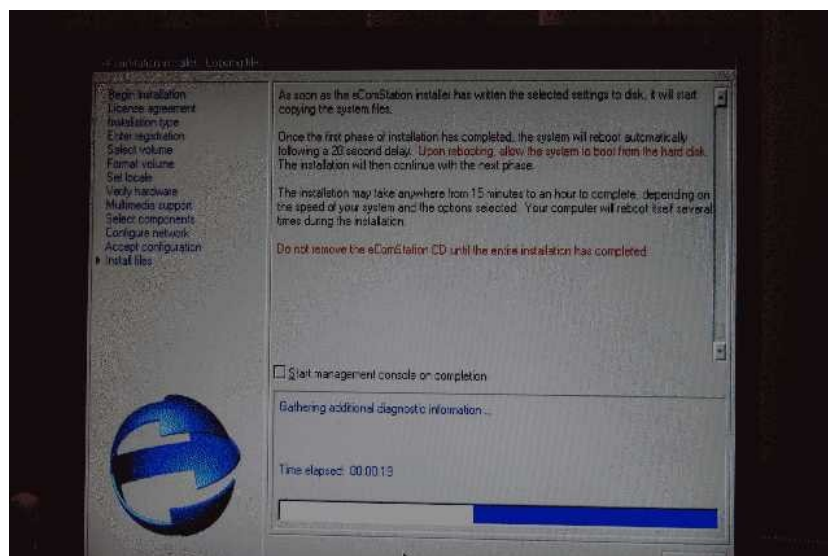 Begin installation
License agreement
Installation type
Enter registration
Select volume
Format volume
Set locale
Verify hardware
Multimedia support
Select components
Configure network
Accept configuration
Install files
As soon as the eComStation installer has written the selected settings to disk, it will start
copying the system files.
Once the first phase of installation has completed, the system will reboot automatically
following a 20 second delay. Upon rebooting, allow the system to boot from the hard disk.
The installation will then continue with the next phase.
The installation may take anywhere from 15 minutes to an hour to complete, depending on
the speed of your system and the options selected. Your computer will reboot itself several
times during the installation.
Do not remove the eComStation CD until the entire installation has completed.
Start management console on completion
Gathering additional diagnostic information ...
Time elapsed: 00:00:13